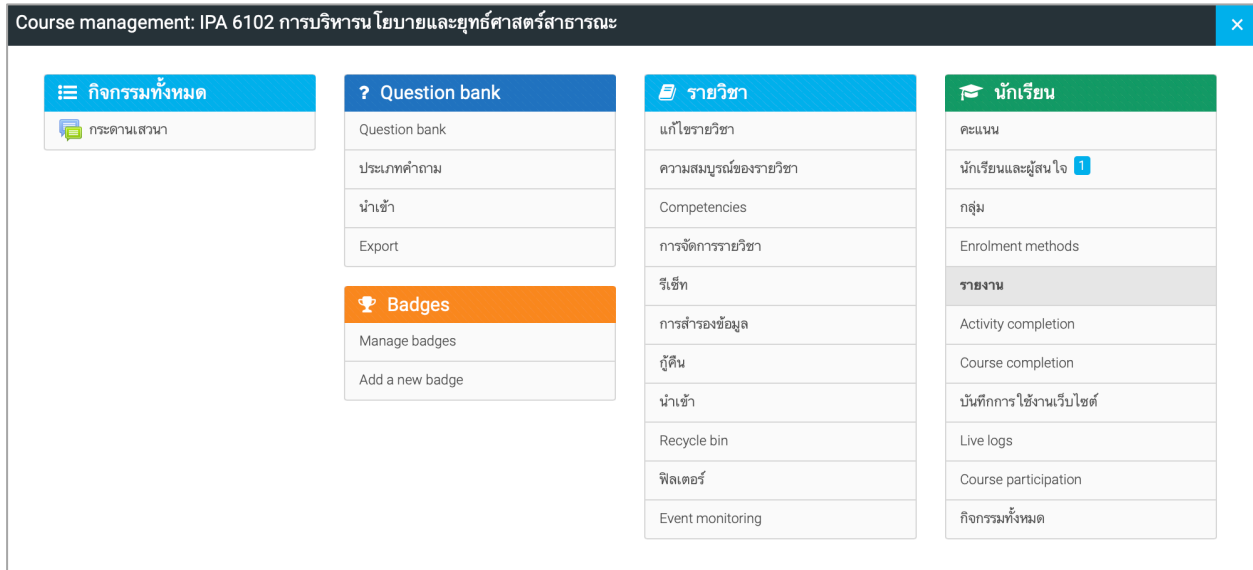 Course management: IPA 6102 การบริหารนโยบายและยุทธ์ศาสตร์สาธารณะ
×
กิจกรรมทั้งหมด
กระดานเสวนา
? Question bank
Question bank
ประเภทคำถาม
นำเข้า
Export
Badges
Manage badges
Add a new badge
รายวิชา
แก้ไขรายวิชา
ความสมบูรณ์ของรายวิชา
Competencies
การจัดการรายวิชา
รีเซ็ท
การสำรองข้อมูล
กู้คืน
นำเข้า
Recycle bin
ฟิลเตอร์
Event monitoring
นักเรียน
คะแนน
นักเรียนและผู้สนใจ 1
กลุ่ม
Enrolment methods
รายงาน
Activity completion
Course completion
บันทึกการใช้งานเว็บไซต์
Live logs
Course participation
กิจกรรมทั้งหมด